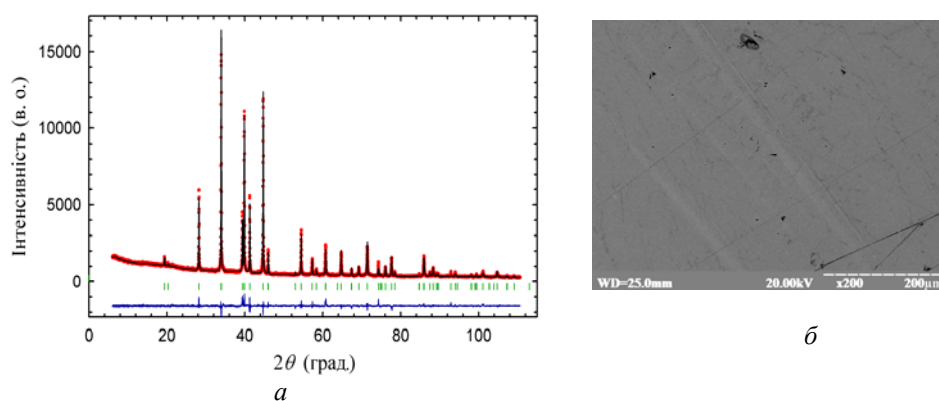 Інтенсивність (в. о.)
15000
10000
5000
0
0 20 40 60 80 100
2θ (град.)
а
WD=25.0mm 20.00kV x200 200μm
б